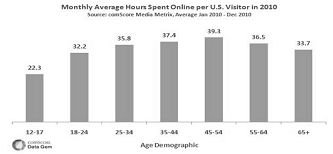 Monthly Average Hours Spent Online per U.S. Visitor in 2010
Source: comScore Media Metrix, Average Jan 2010 - Dec 2010
22.3
32.2
35.8
37.4
39.3
36.5
33.7
12-17
18-24
25-34
35-44
45-54
55-64
65+
Age Demographic
comScore
Data Gem